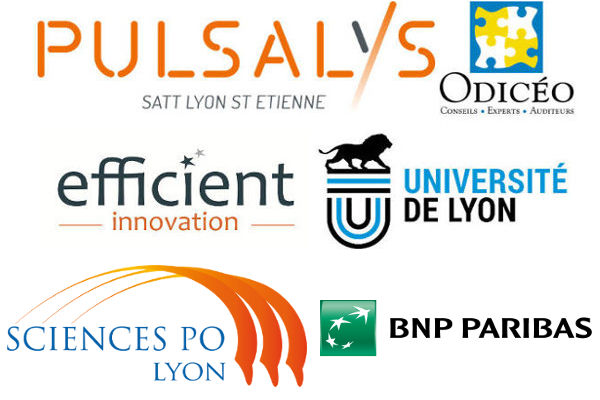 PULSALYS
SATT LYON ST ETIENNE
ODICÉO
CONSEILS • EXPERTS • AUDITEURS
efficient
innovation
UNIVERSITÉ
DE LYON
SCIENCES PO
LYON
BNP PARIBAS